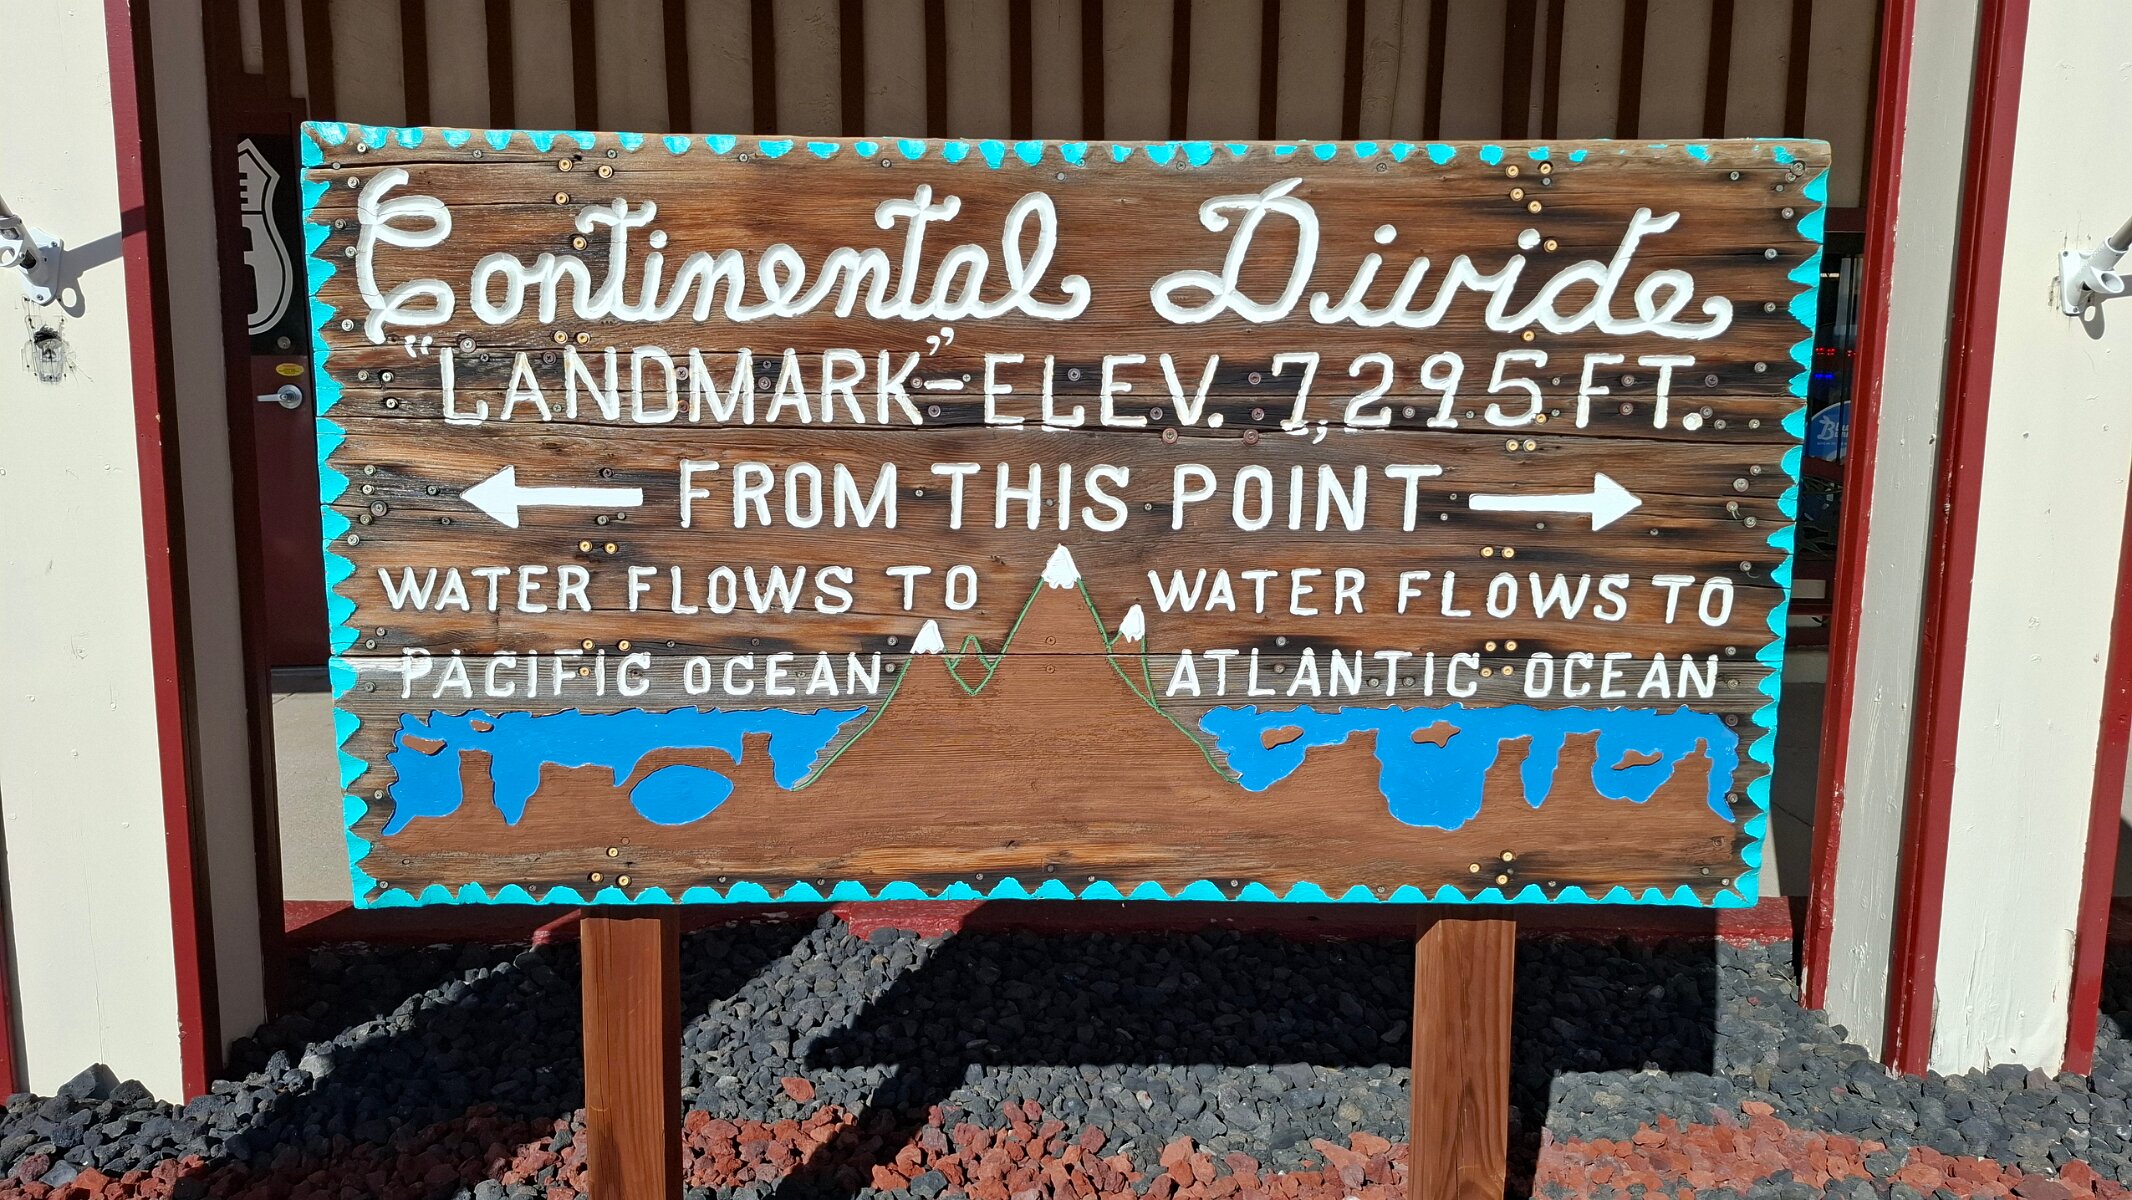 Continental Divide
"LANDMARK"-ELEV. 7,295 FT.
FROM THIS POINT
WATER FLOWS TO
PACIFIC OCEAN
WATER FLOWS TO
ATLANTIC OCEAN